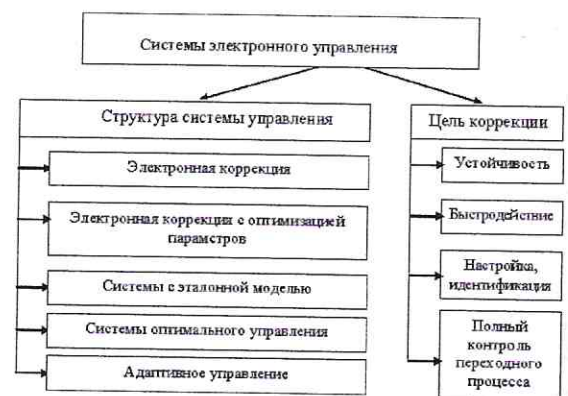 Системы электронного управления
Структура системы управления
Электронная коррекция
Электронная коррекция с оптимизацией
параметров
Системы с эталонной моделью
Системы оптимального управления
Адаптивное управление
Цель коррекции
Устойчивость
Быстродействие
Настройка,
идентификация
Полный
контроль
переходного
процесса